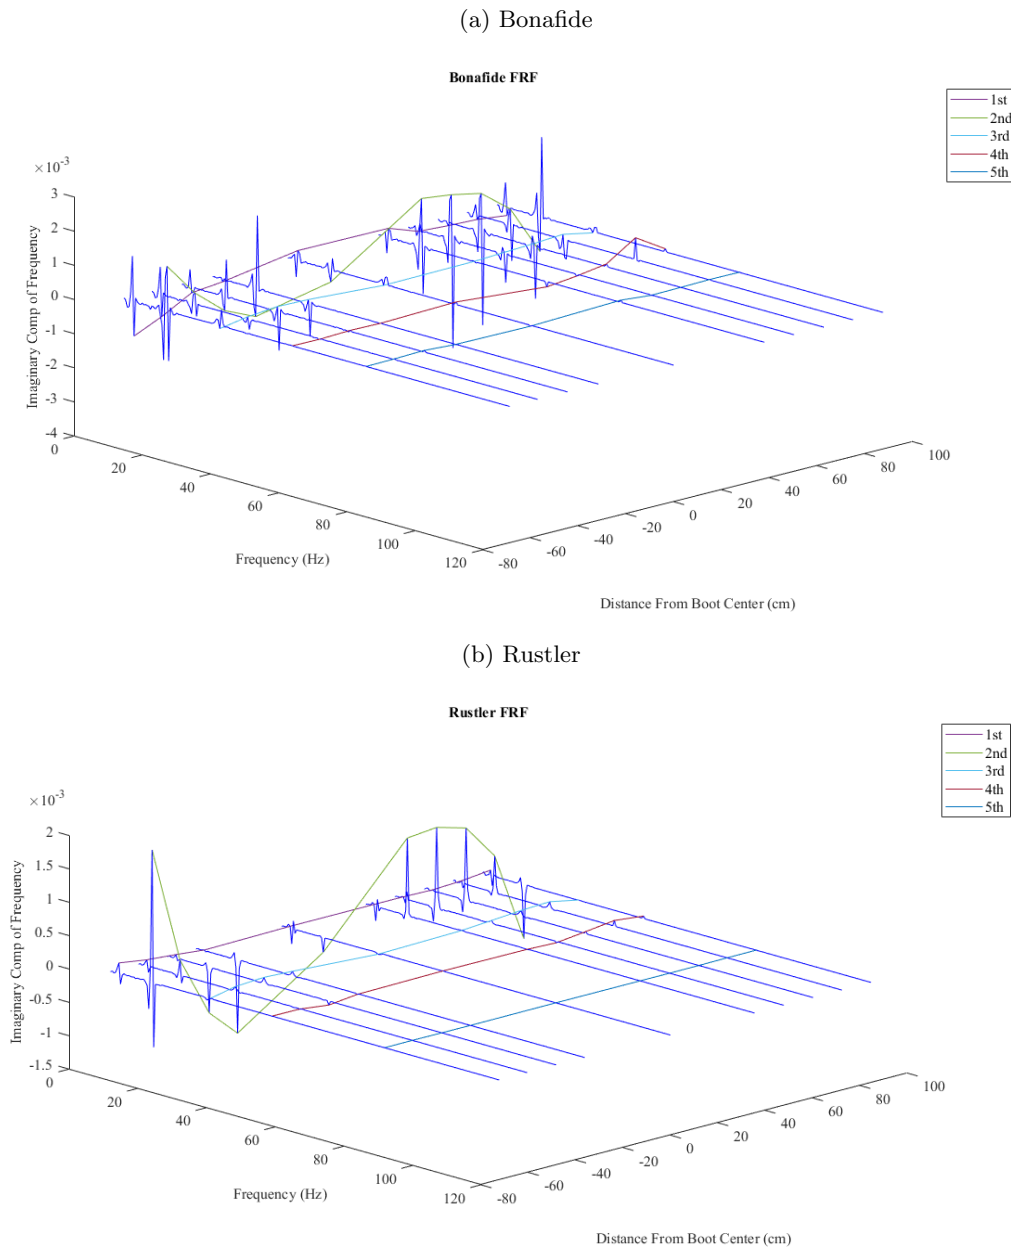 (a) Bonafide
Bonafide FRF
1st
2nd
3rd
4th
5th
×10⁻³
3
2
1
0
-1
-2
-3
-4
Imaginary Comp of Frequency
0
20
40
60
80
100
120
Frequency (Hz)
-80
-60
-40
-20
0
20
40
60
80
100
Distance From Boot Center (cm)
(b) Rustler
Rustler FRF
1st
2nd
3rd
4th
5th
×10⁻³
2
1.5
1
0.5
0
-0.5
-1
-1.5
Imaginary Comp of Frequency
0
20
40
60
80
100
120
Frequency (Hz)
-80
-60
-40
-20
0
20
40
60
80
100
Distance From Boot Center (cm)